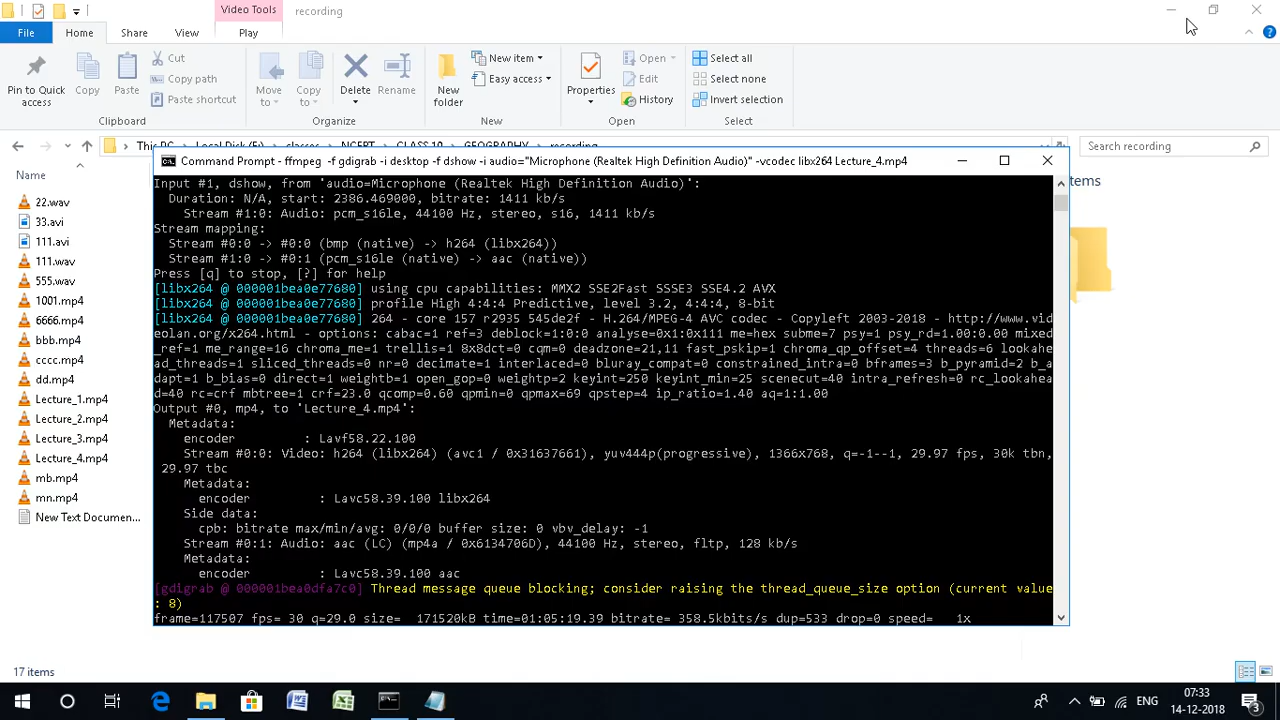 Video Tools
recording
File
Home
Share
View
Play
Pin to Quick access
Copy
Paste
Cut
Copy path
Paste shortcut
Clipboard
Move to
Copy to
Delete
Rename
Organize
New folder
New item
Easy access
New
Properties
Open
Edit
History
Open
Select all
Select none
Invert selection
Select
This PC
Local Disk (E:)
classes
NCERT
CLASS 10
GEOGRAPHY
recording
Search recording
Name
22.wav
33.avi
111.avi
111.wav
555.wav
1001.mp4
6666.mp4
bbb.mp4
cccc.mp4
dd.mp4
Lecture_1.mp4
Lecture_2.mp4
Lecture_3.mp4
Lecture_4.mp4
mb.mp4
mn.mp4
New Text Documen...
tems
Command Prompt - ffmpeg  -f gdigrab -i desktop -f dshow -i audio="Microphone (Realtek High Definition Audio)" -vcodec libx264 Lecture_4.mp4
Input #1, dshow, from 'audio=Microphone (Realtek High Definition Audio)':
  Duration: N/A, start: 2386.469000, bitrate: 1411 kb/s
    Stream #1:0: Audio: pcm_s16le, 44100 Hz, stereo, s16, 1411 kb/s
Stream mapping:
  Stream #0:0 -> #0:0 (bmp (native) -> h264 (libx264))
  Stream #1:0 -> #0:1 (pcm_s16le (native) -> aac (native))
Press [q] to stop, [?] for help
[libx264 @ 000001bea0e77680] using cpu capabilities: MMX2 SSE2Fast SSSE3 SSE4.2 AVX
[libx264 @ 000001bea0e77680] profile High 4:4:4 Predictive, level 3.2, 4:4:4, 8-bit
[libx264 @ 000001bea0e77680] 264 - core 157 r2935 545de2f - H.264/MPEG-4 AVC codec - Copyleft 2003-2018 - http://www.vid
eolan.org/x264.html - options: cabac=1 ref=3 deblock=1:0:0 analyse=0x1:0x111 me=hex subme=7 psy=1 psy_rd=1.00:0.00 mixed
_ref=1 me_range=16 chroma_me=1 trellis=1 8x8dct=0 cqm=0 deadzone=21,11 fast_pskip=1 chroma_qp_offset=4 threads=6 lookahe
ad_threads=1 sliced_threads=0 nr=0 decimate=1 interlaced=0 bluray_compat=0 constrained_intra=0 bframes=3 b_pyramid=2 b_a
dapt=1 b_bias=0 direct=1 weightb=1 open_gop=0 weightp=2 keyint=250 keyint_min=25 scenecut=40 intra_refresh=0 rc_lookahea
d=40 rc=crf mbtree=1 crf=23.0 qcomp=0.60 qpmin=0 qpmax=69 qpstep=4 ip_ratio=1.40 aq=1:1.00
Output #0, mp4, to 'Lecture_4.mp4':
  Metadata:
    encoder         : Lavf58.22.100
    Stream #0:0: Video: h264 (libx264) (avc1 / 0x31637661), yuv444p(progressive), 1366x768, q=-1--1, 29.97 fps, 30k tbn,
 29.97 tbc
    Metadata:
      encoder         : Lavc58.39.100 libx264
    Side data:
      cpb: bitrate max/min/avg: 0/0/0 buffer size: 0 vbv_delay: -1
    Stream #0:1: Audio: aac (LC) (mp4a / 0x6134706D), 44100 Hz, stereo, fltp, 128 kb/s
    Metadata:
      encoder         : Lavc58.39.100 aac
[gdigrab @ 000001bea0dfa7c0] Thread message queue blocking; consider raising the thread_queue_size option (current value
: 8)
frame=117507 fps= 30 q=29.0 size=  171520kB time=01:05:19.39 bitrate= 358.5kbits/s dup=533 drop=0 speed=   1x
17 items
ENG
07:33
14-12-2018
3